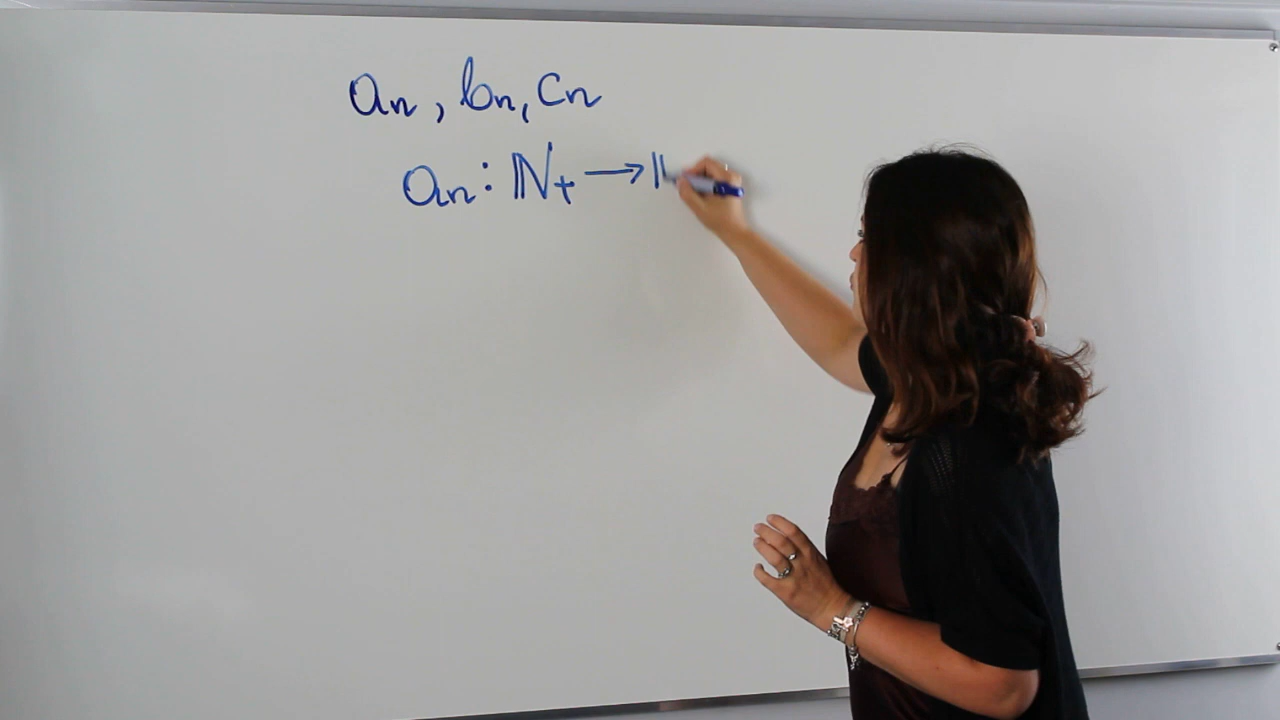 an, bn, cn
an: ℕ+ →